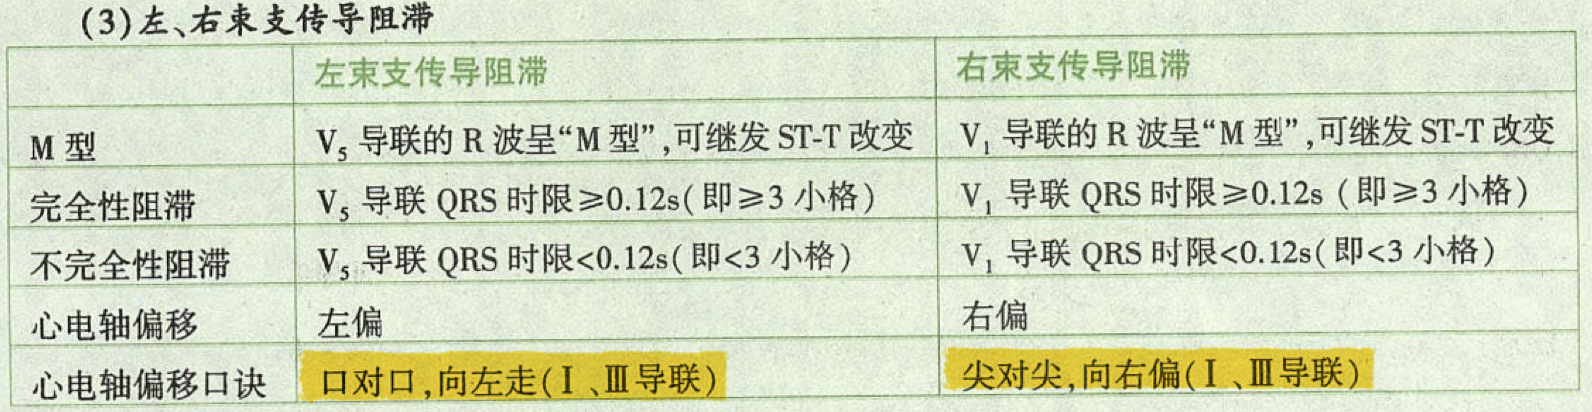 (3)左、右束支传导阻滞
左束支传导阻滞 右束支传导阻滞
M 型 V₅ 导联的 R 波呈“M 型”,可继发 ST-T 改变 V₁ 导联的 R 波呈“M 型”,可继发 ST-T 改变
完全性阻滞 V₅ 导联 QRS 时限≥0.12s(即≥3 小格) V₁ 导联 QRS 时限≥0.12s (即≥3 小格)
不完全性阻滞 V₅ 导联 QRS 时限<0.12s(即<3 小格) V₁ 导联 QRS 时限<0.12s(即<3 小格)
心电轴偏移 左偏 右偏
心电轴偏移口诀 口对口,向左走(Ⅰ、Ⅲ导联) 尖对尖,向右偏(Ⅰ、Ⅲ导联)